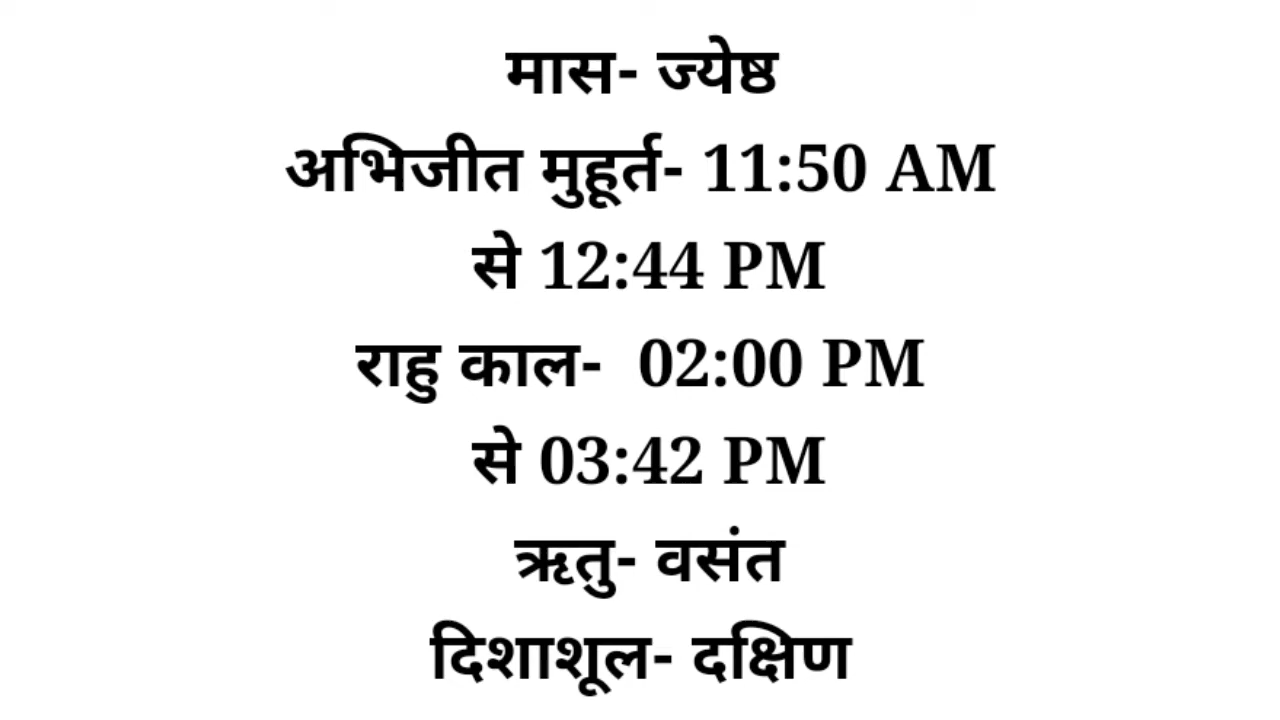 मास- ज्येष्ठ
अभिजीत मुहूर्त- 11:50 AM
से 12:44 PM
राहु काल- 02:00 PM
से 03:42 PM
ऋतु- वसंत
दिशाशूल- दक्षिण